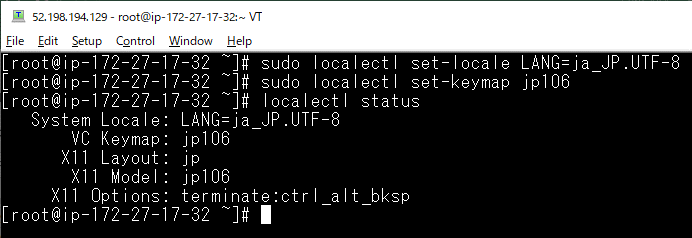 52.198.194.129 - root@ip-172-27-17-32:~ VT
File Edit Setup Control Window Help
[root@ip-172-27-17-32 ~]# sudo localectl set-locale LANG=ja_JP.UTF-8
[root@ip-172-27-17-32 ~]# sudo localectl set-keymap jp106
[root@ip-172-27-17-32 ~]# localectl status
System Locale: LANG=ja_JP.UTF-8
VC Keymap: jp106
X11 Layout: jp
X11 Model: jp106
X11 Options: terminate:ctrl_alt_bksp
[root@ip-172-27-17-32 ~]#